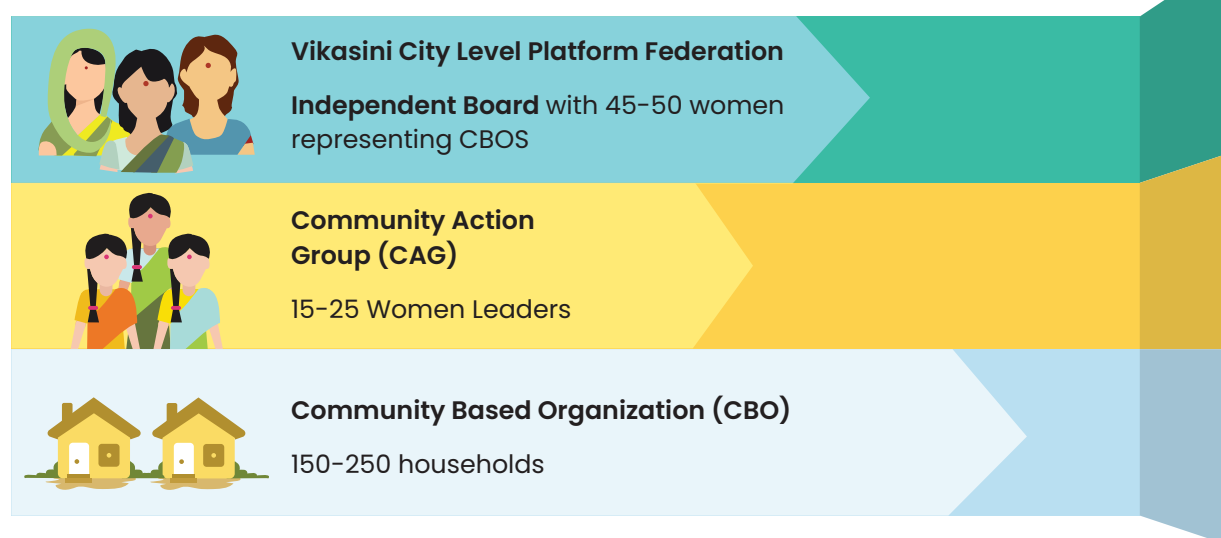 Vikasini City Level Platform Federation
Independent Board with 45-50 women
representing CBOS
Community Action
Group (CAG)
15-25 Women Leaders
Community Based Organization (CBO)
150-250 households